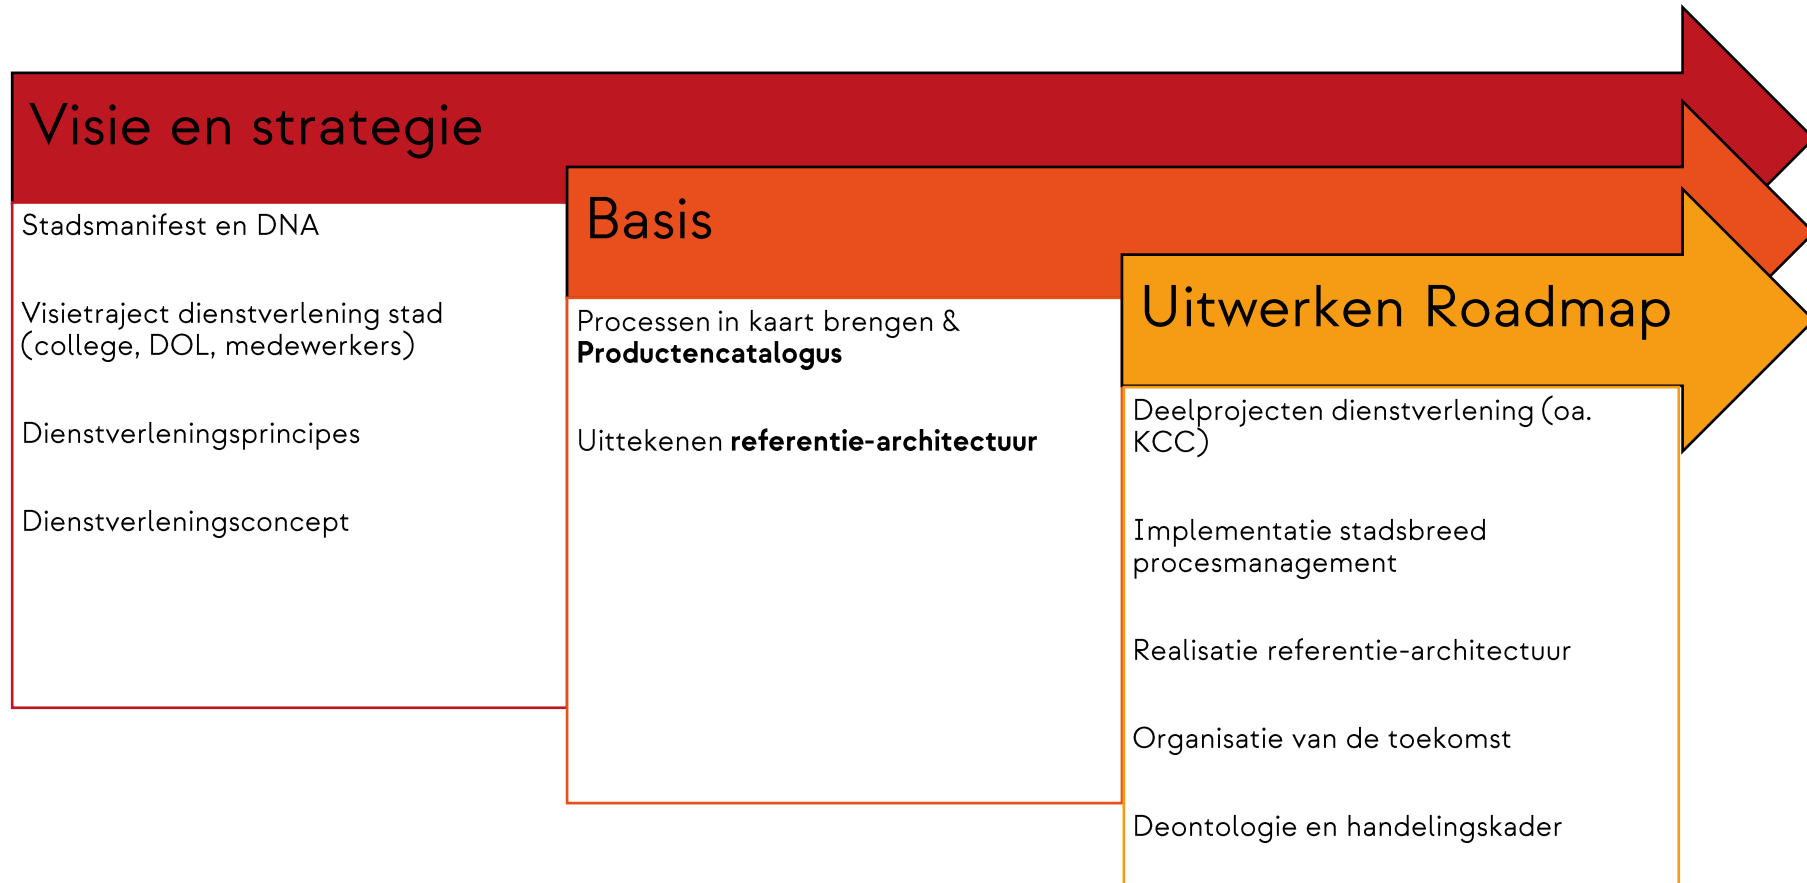 Visie en strategie
Stadsmanifest en DNA
Visietraject dienstverlening stad
(college, DOL, medewerkers)
Dienstverleningsprincipes
Dienstverleningsconcept
Basis
Processen in kaart brengen &
Productencatalogus
Uittekenen referentie-architectuur
Uitwerken Roadmap
Deelprojecten dienstverlening (oa.
KCC)
Implementatie stadsbreed
procesmanagement
Realisatie referentie-architectuur
Organisatie van de toekomst
Deontologie en handelingskader